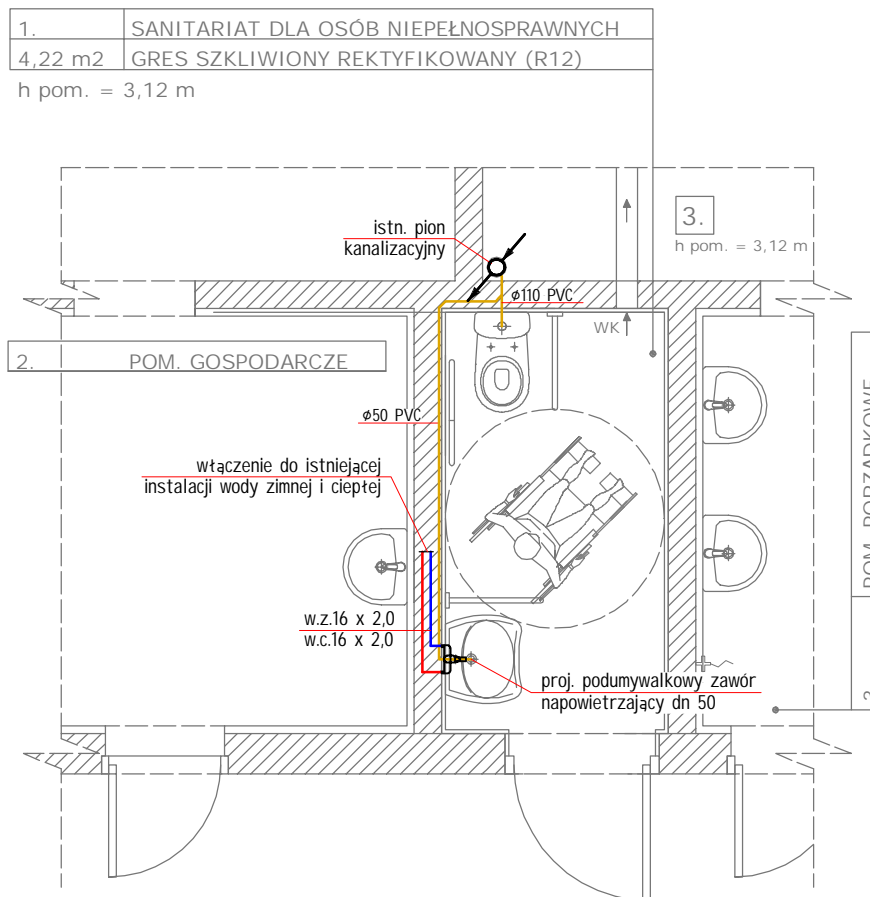 1. SANITARIAT DLA OSÓB NIEPEŁNOSPRAWNYCH
4,22 m2 GRES SZKLIWIONY REKTYFIKOWANY (R12)
h pom. = 3,12 m
3.
h pom. = 3,12 m
istn. pion
kanalizacyjny
ø110 PVC
WK
2. POM. GOSPODARCZE
ø50 PVC
włączenie do istniejącej
instalacji wody zimnej i ciepłej
w.z.16 x 2,0
w.c.16 x 2,0
proj. podumywalkowy zawór
napowietrzający dn 50
POM. PORZĄDKOWE